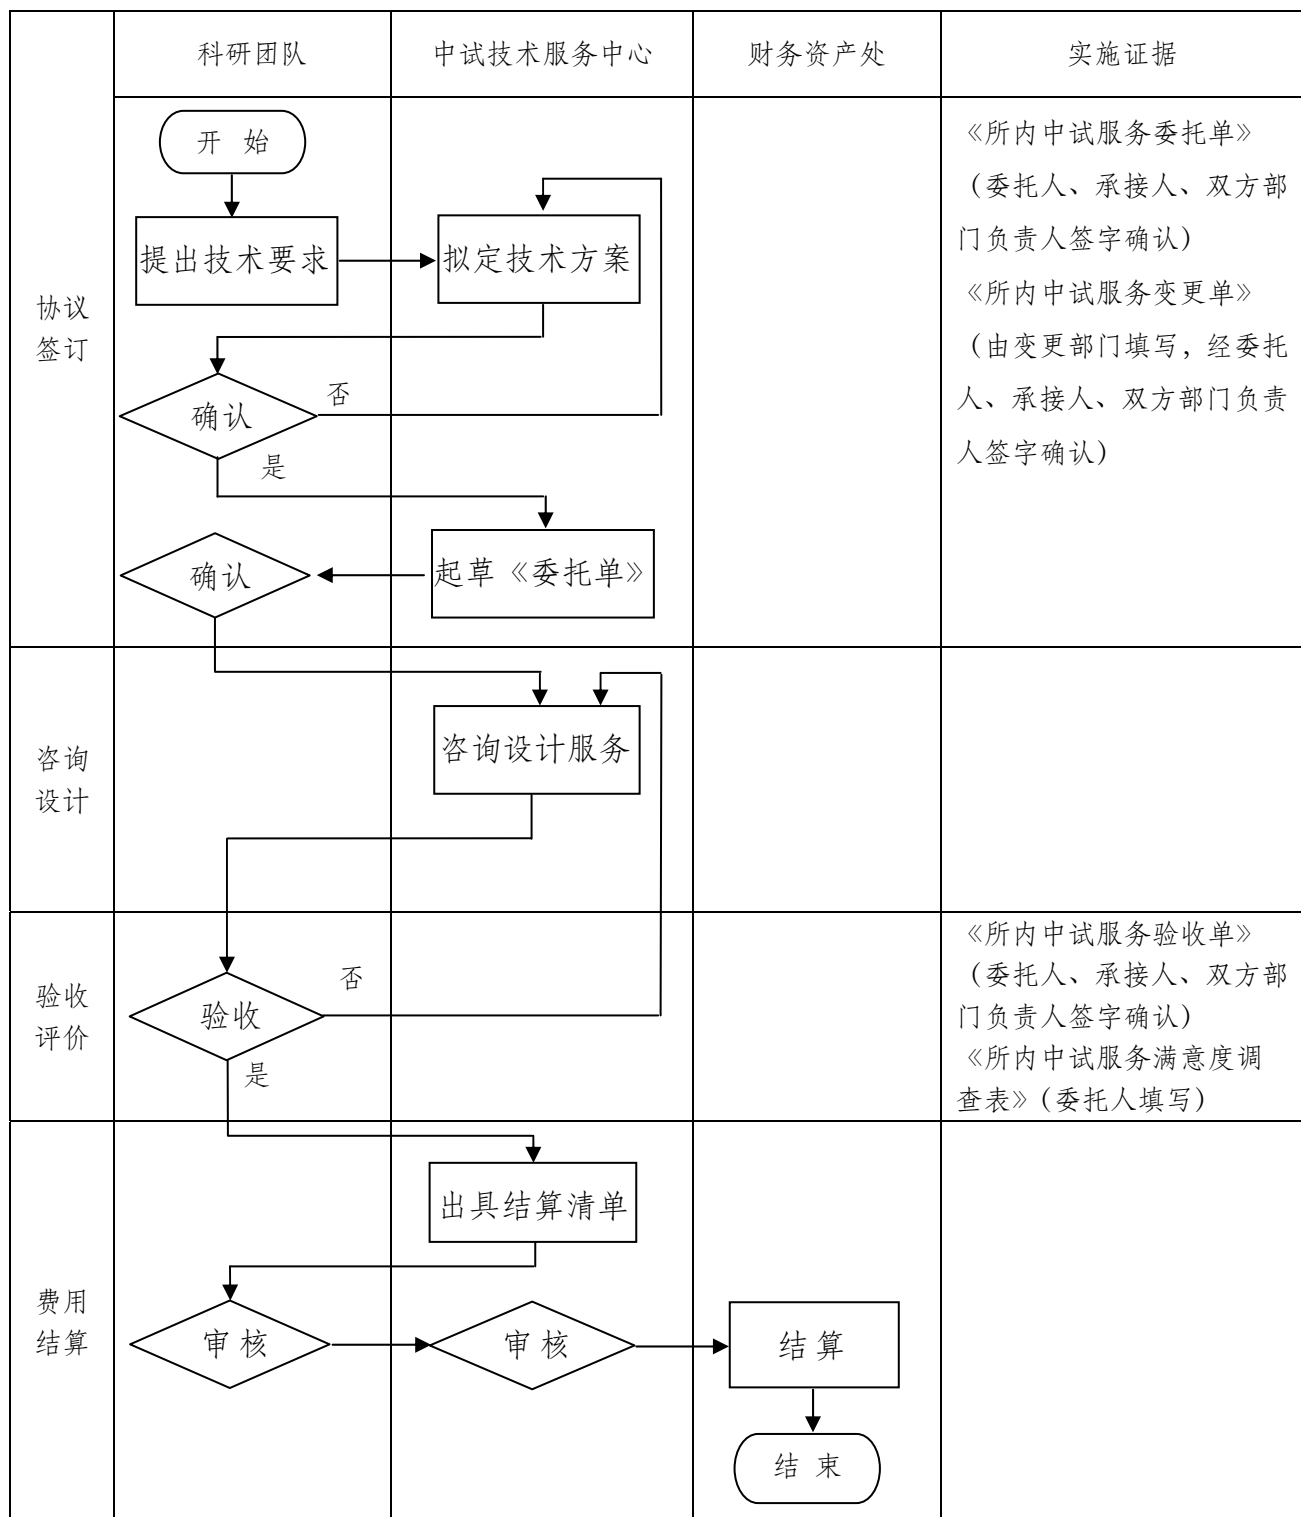 科研团队
中试技术服务中心
财务资产处
实施证据
协议
签订
开 始
提出技术要求
拟定技术方案
确认
否
是
确认
起草《委托单》
《所内中试服务委托单》
（委托人、承接人、双方部
门负责人签字确认）
《所内中试服务变更单》
（由变更部门填写，经委托
人、承接人、双方部门负责
人签字确认）
咨询
设计
咨询设计服务
验收
评价
验收
否
是
《所内中试服务验收单》
（委托人、承接人、双方部
门负责人签字确认）
《所内中试服务满意度调
查表》（委托人填写）
费用
结算
出具结算清单
审 核
审 核
结 算
结 束